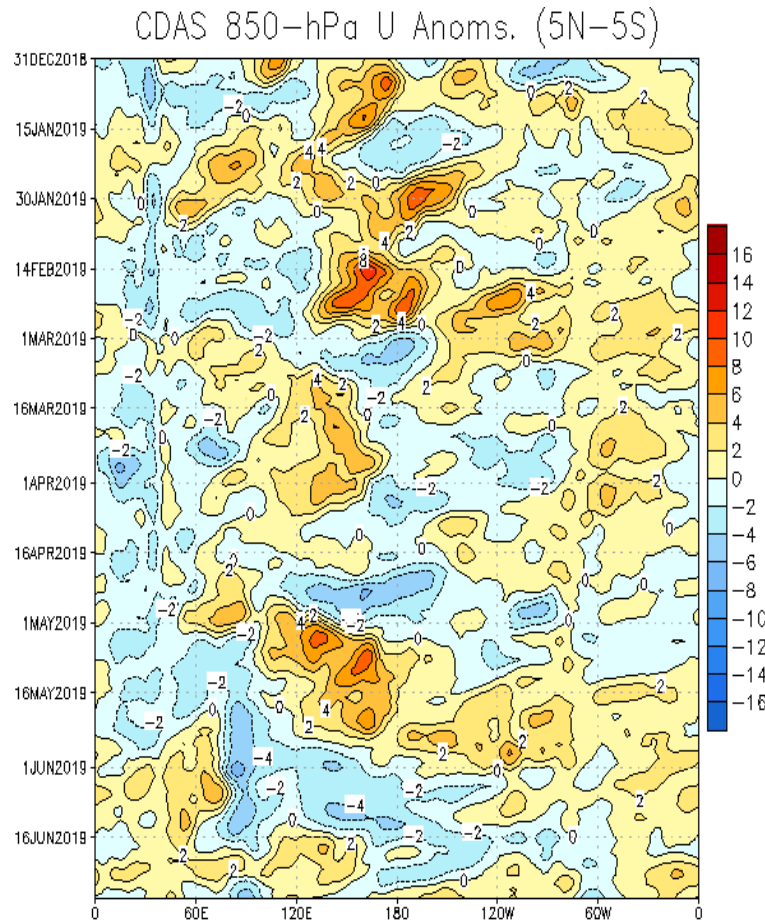 CDAS 850-hPa U Anoms. (5N-5S)
31DEC2018
15JAN2019
30JAN2019
14FEB2019
1MAR2019
16MAR2019
1APR2019
16APR2019
1MAY2019
16MAY2019
1JUN2019
16JUN2019
0 60E 120E 180 120W 60W 0
16
14
12
10
8
6
4
2
0
-2
-4
-6
-8
-10
-12
-14
-16